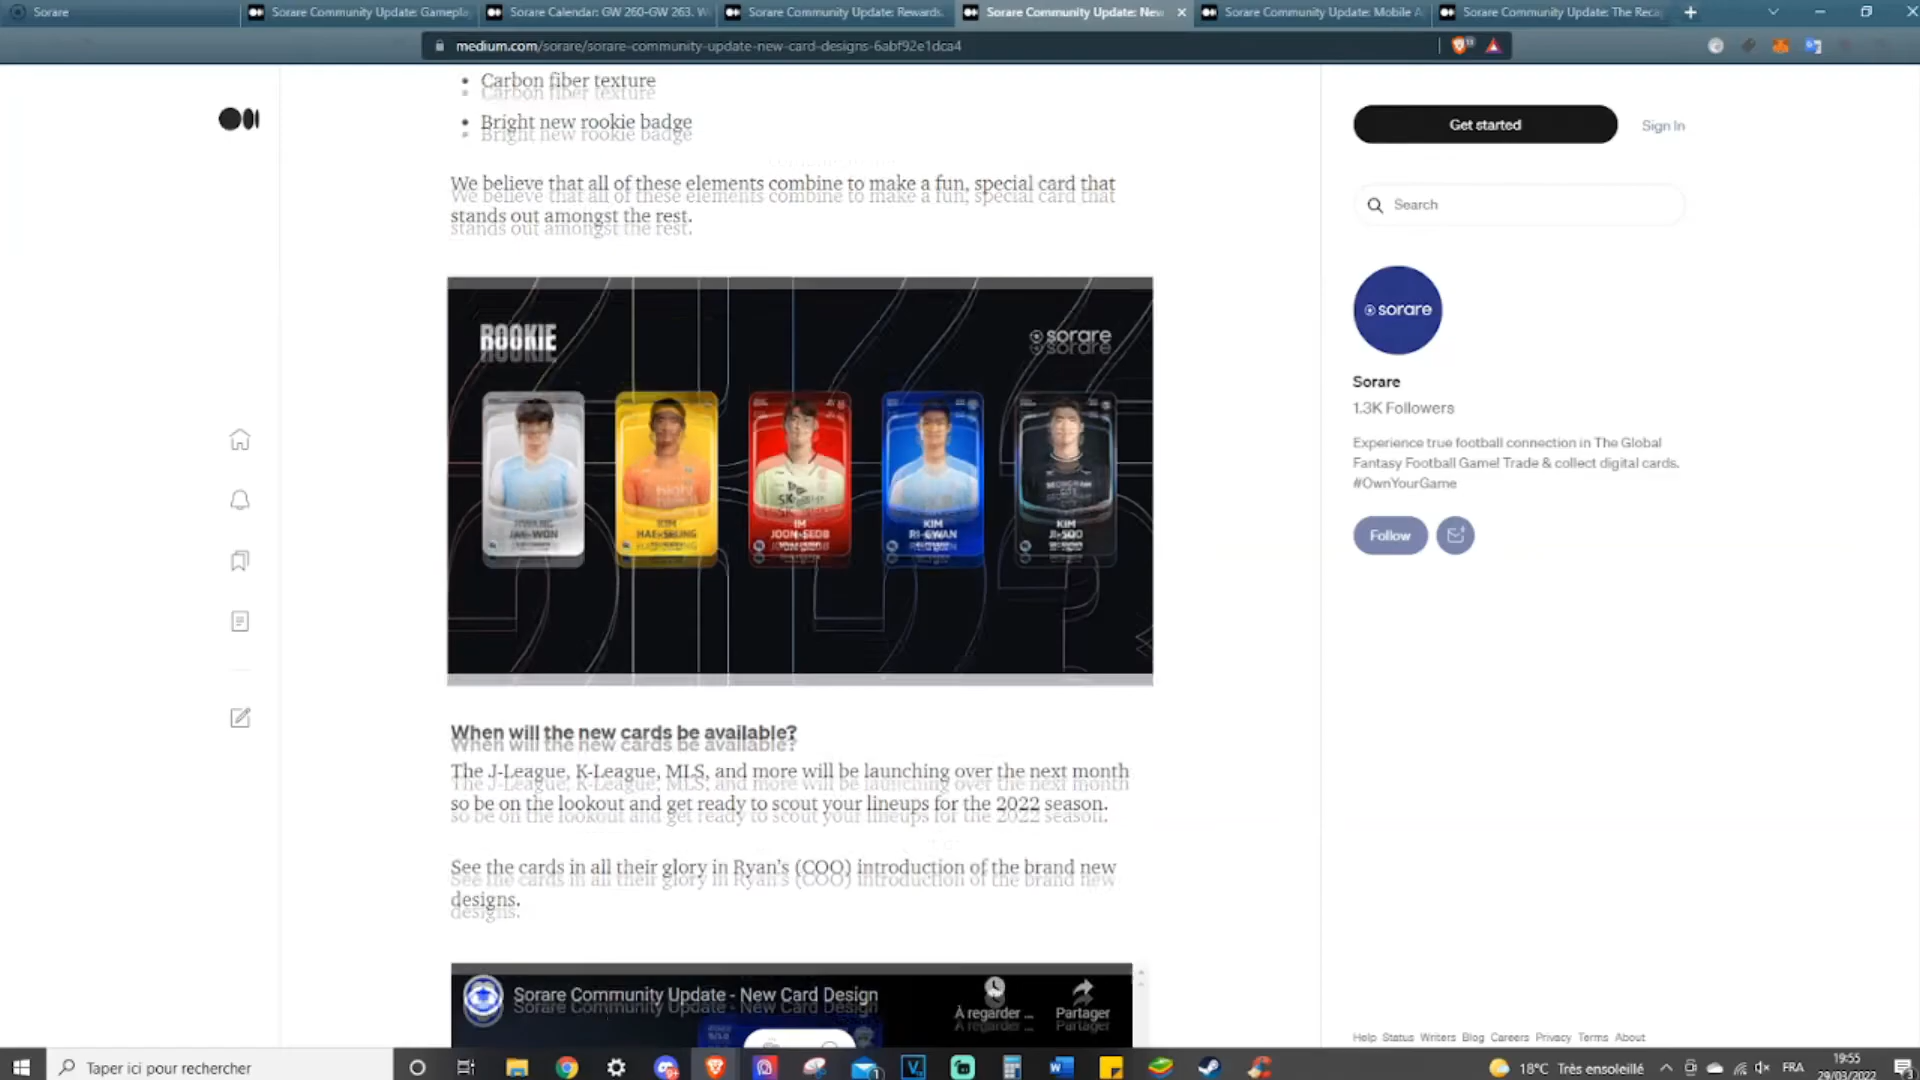 Sorare
Sorare Community Update: Gamepla
Sorare Calendar: GW 260-GW 263. W
Sorare
Sorare Community Update: Rewards.
Sorare Community Update: New
Sorare Community Update: Mobile A
Sorare Community Update: The Reca
medium.com/sorare/sorare-community-update-new-card-designs-6abf92e1dca4
• Carbon fiber texture
• Bright new rookie badge
We believe that all of these elements combine to make a fun, special card that
stands out amongst the rest.
ROOKIE
sorare
JAE-WON
KIM
HAE-SEUNG
IM
JOON-SEOB
KIM
RI-GWAN
KIM
JI-SOO
When will the new cards be available?
The J-League, K-League, MLS, and more will be launching over the next month
so be on the lookout and get ready to scout your lineups for the 2022 season.
See the cards in all their glory in Ryan's (COO) introduction of the brand new
designs.
Sorare Community Update - New Card Design
À regarder ...
Partager
Get started
Sign In
Search
sorare
Sorare
1.3K Followers
Experience true football connection in The Global
Fantasy Football Game! Trade & collect digital cards.
#OwnYourGame
Follow
Help Status Writers Blog Careers Privacy Terms About
Taper ici pour rechercher
18°C Très ensoleillé
FRA
19:55
29/03/2022